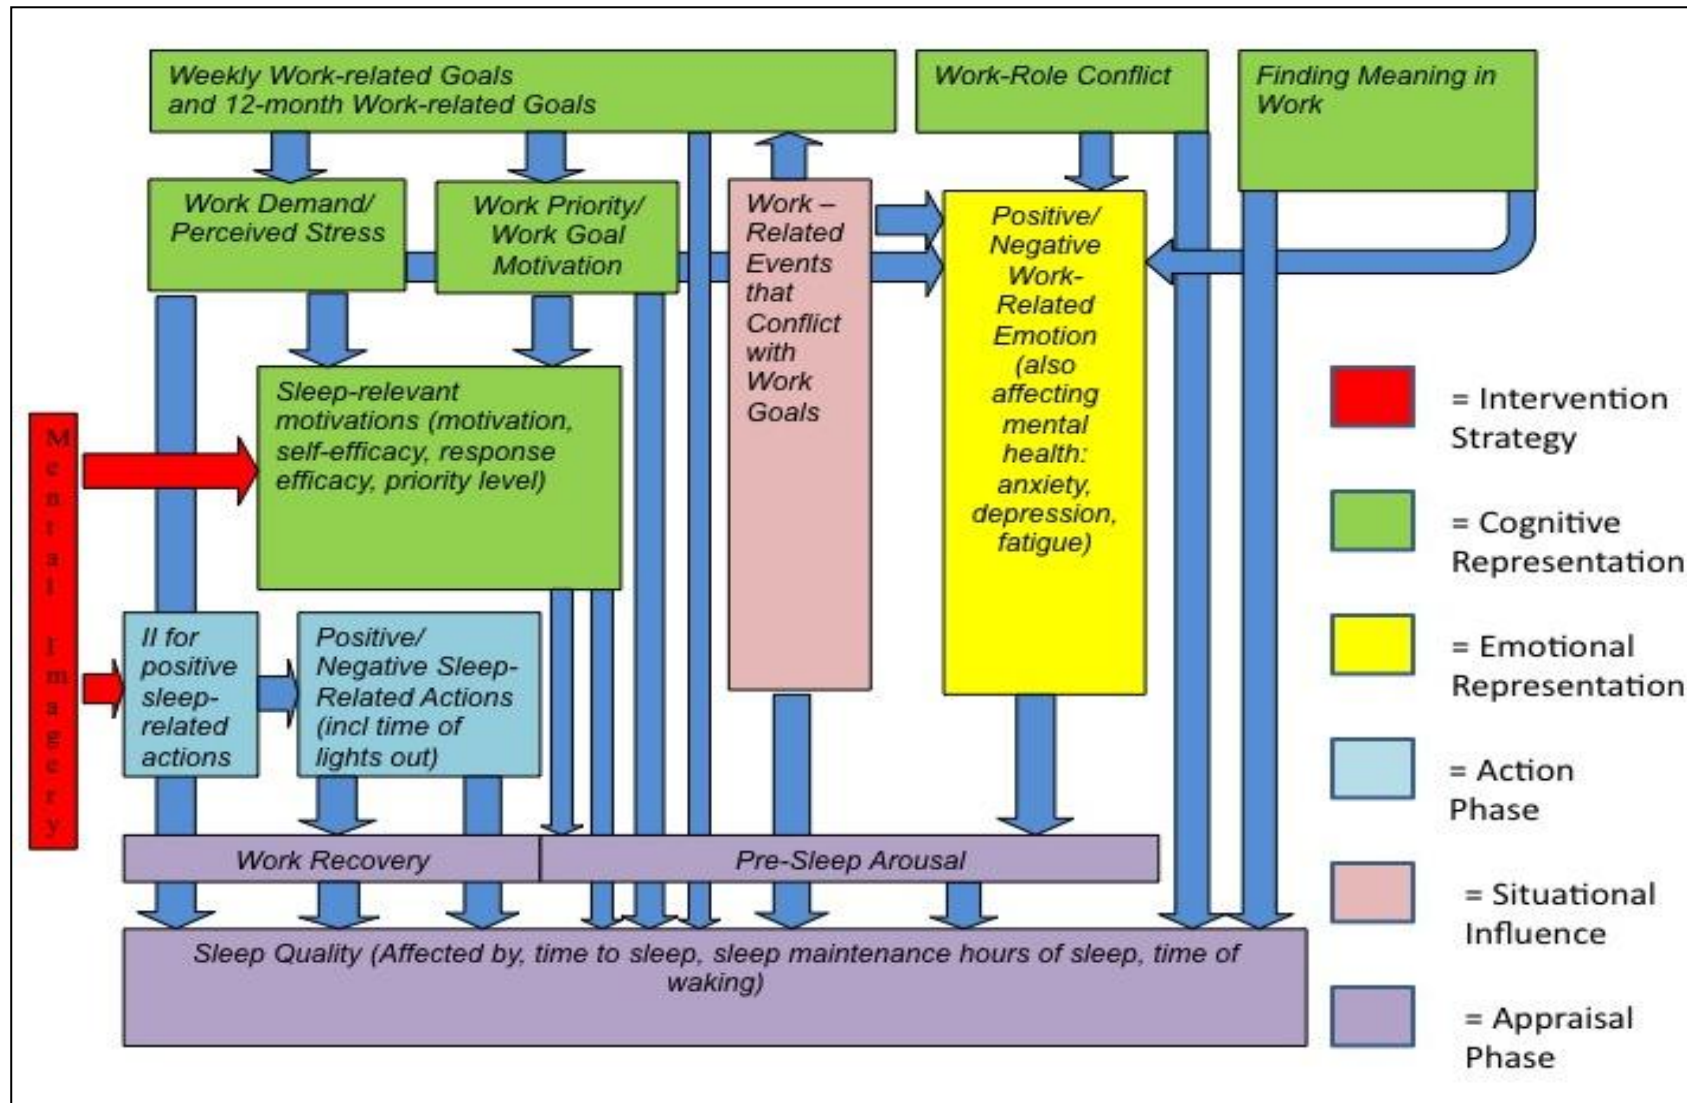 Weekly Work-related Goals
and 12-month Work-related Goals
Work-Role Conflict
Finding Meaning in
Work
Work Demand/
Perceived Stress
Work Priority/
Work Goal
Motivation
Work –
Related
Events
that
Conflict
with
Work
Goals
Positive/
Negative
Work-
Related
Emotion
(also
affecting
mental
health:
anxiety,
depression,
fatigue)
Sleep-relevant
motivations (motivation,
self-efficacy, response
efficacy, priority level)
Mental Imagery
II for
positive
sleep-
related
actions
Positive/
Negative Sleep-
Related Actions
(incl time of
lights out)
Work Recovery
Pre-Sleep Arousal
Sleep Quality (Affected by, time to sleep, sleep maintenance hours of sleep, time of
waking)
= Intervention
Strategy
= Cognitive
Representation
= Emotional
Representation
= Action
Phase
= Situational
Influence
= Appraisal
Phase